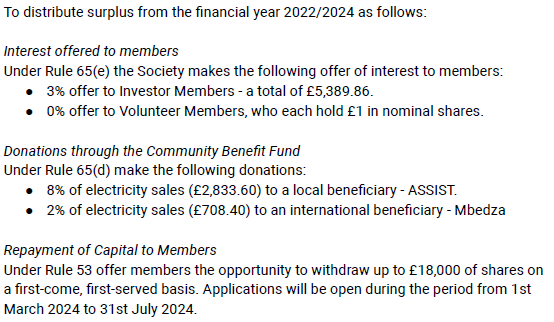 To distribute surplus from the financial year 2022/2024 as follows:
Interest offered to members
Under Rule 65(e) the Society makes the following offer of interest to members:
● 3% offer to Investor Members - a total of £5,389.86.
● 0% offer to Volunteer Members, who each hold £1 in nominal shares.
Donations through the Community Benefit Fund
Under Rule 65(d) make the following donations:
● 8% of electricity sales (£2,833.60) to a local beneficiary - ASSIST.
● 2% of electricity sales (£708.40) to an international beneficiary - Mbedza
Repayment of Capital to Members
Under Rule 53 offer members the opportunity to withdraw up to £18,000 of shares on
a first-come, first-served basis. Applications will be open during the period from 1st
March 2024 to 31st July 2024.